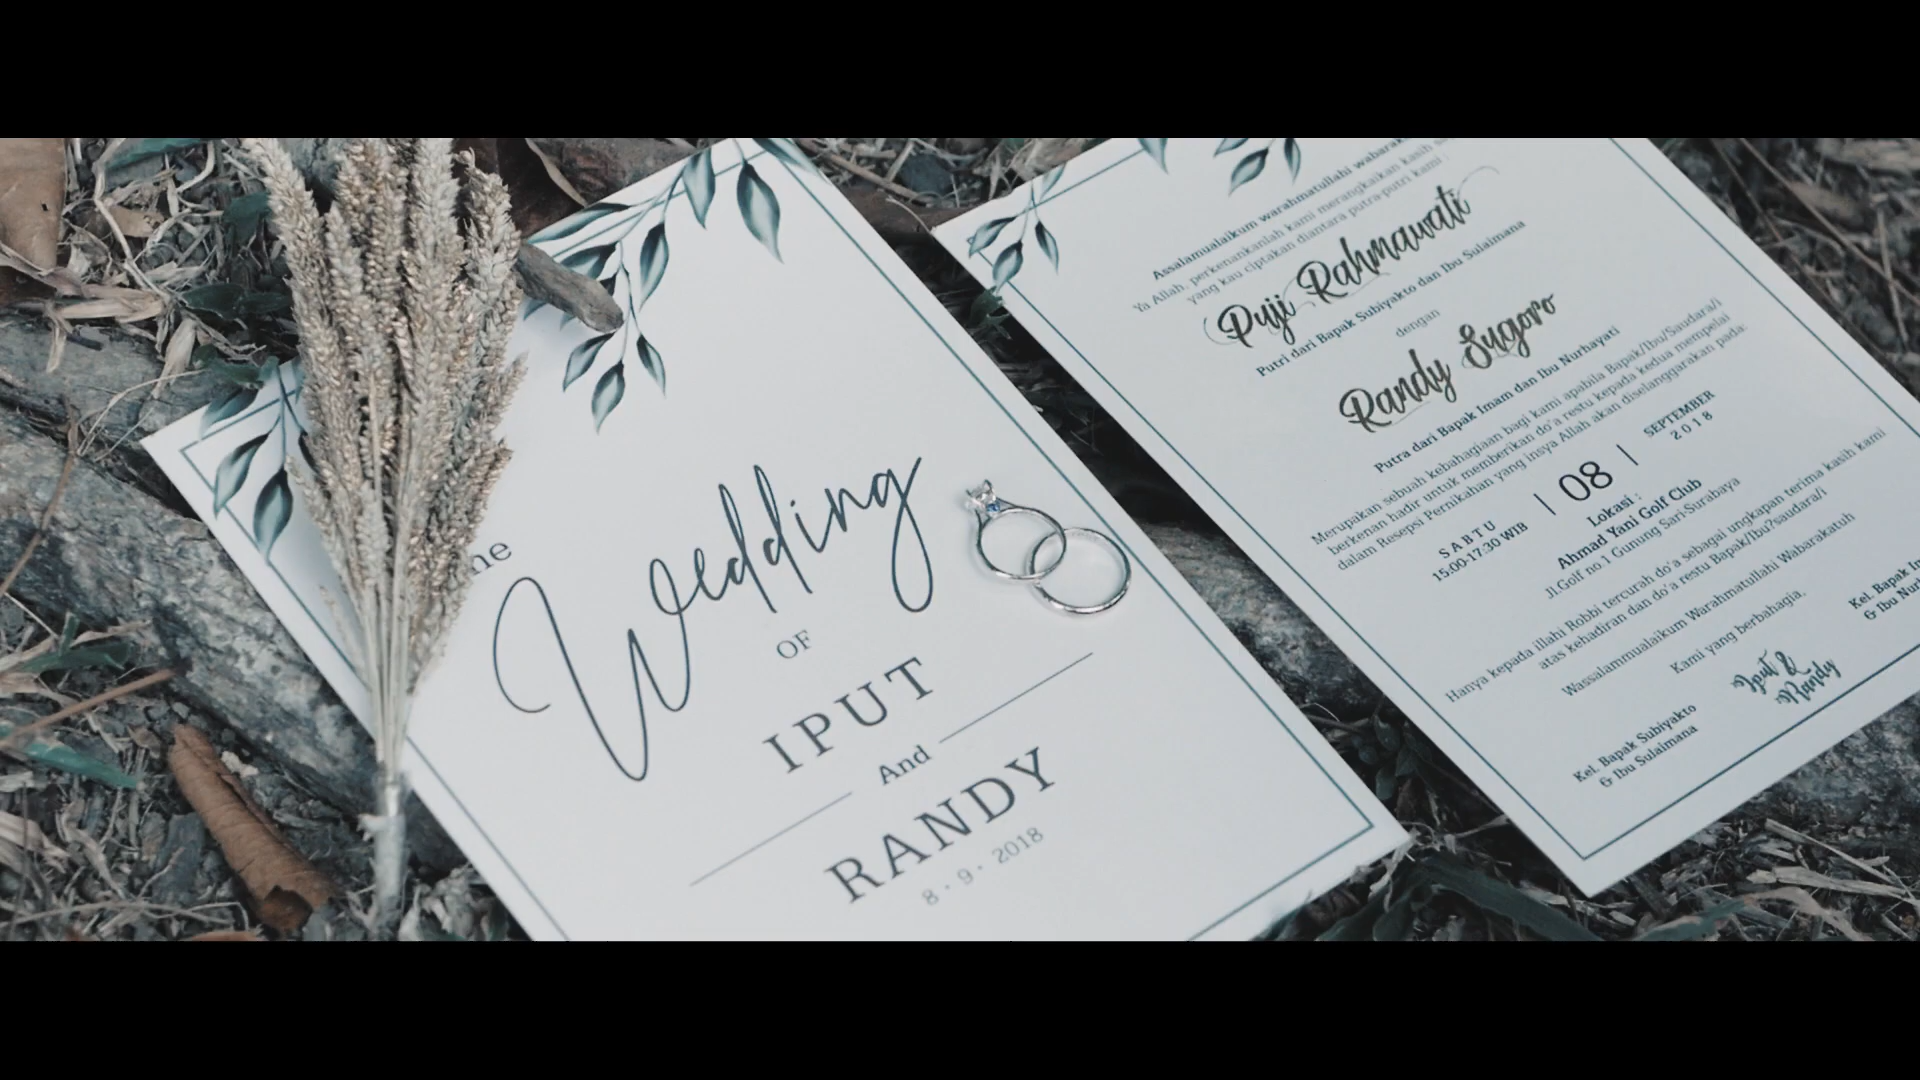 he
Wedding
OF
IPUT
And
RANDY
8 · 9 · 2018
Assalamualaikum warahmatullahi wabarak
Ya Allah, perkenankanlah kami merangkaikan kasih s
yang kau ciptakan diantara putra-putri kami :
Puji Rahmawati
Putri dari Bapak Subiyakto dan Ibu Sulaimana
dengan
Randy Sugoro
Putra dari Bapak Imam dan Ibu Nurhayati
Merupakan sebuah kebahagiaan bagi kami apabila Bapak/Ibu/Saudara/i
berkenan hadir untuk memberikan do'a restu kepada kedua mempelai
dalam Resepsi Pernikahan yang insya Allah akan diselanggarakan pada:
SABTU
15:00-17.30 WIB
| 08 |
SEPTEMBER
2018
Lokasi :
Ahmad Yani Golf Club
Jl.Golf no 1 Gunung Sari-Surabaya
Hanya kepada illahi Robbi tercurah do'a sebagai ungkapan terima kasih kami
atas kehadiran dan do'a restu Bapak/Ibu?saudara/i
Wassalammualaikum Warahmatullahi Wabarakatuh
Kami yang berbahagia,
Kel. Bapak Subiyakto
& Ibu Sulaimana
Iput &
Randy
Kel. Bapak Im
& Ibu Nur